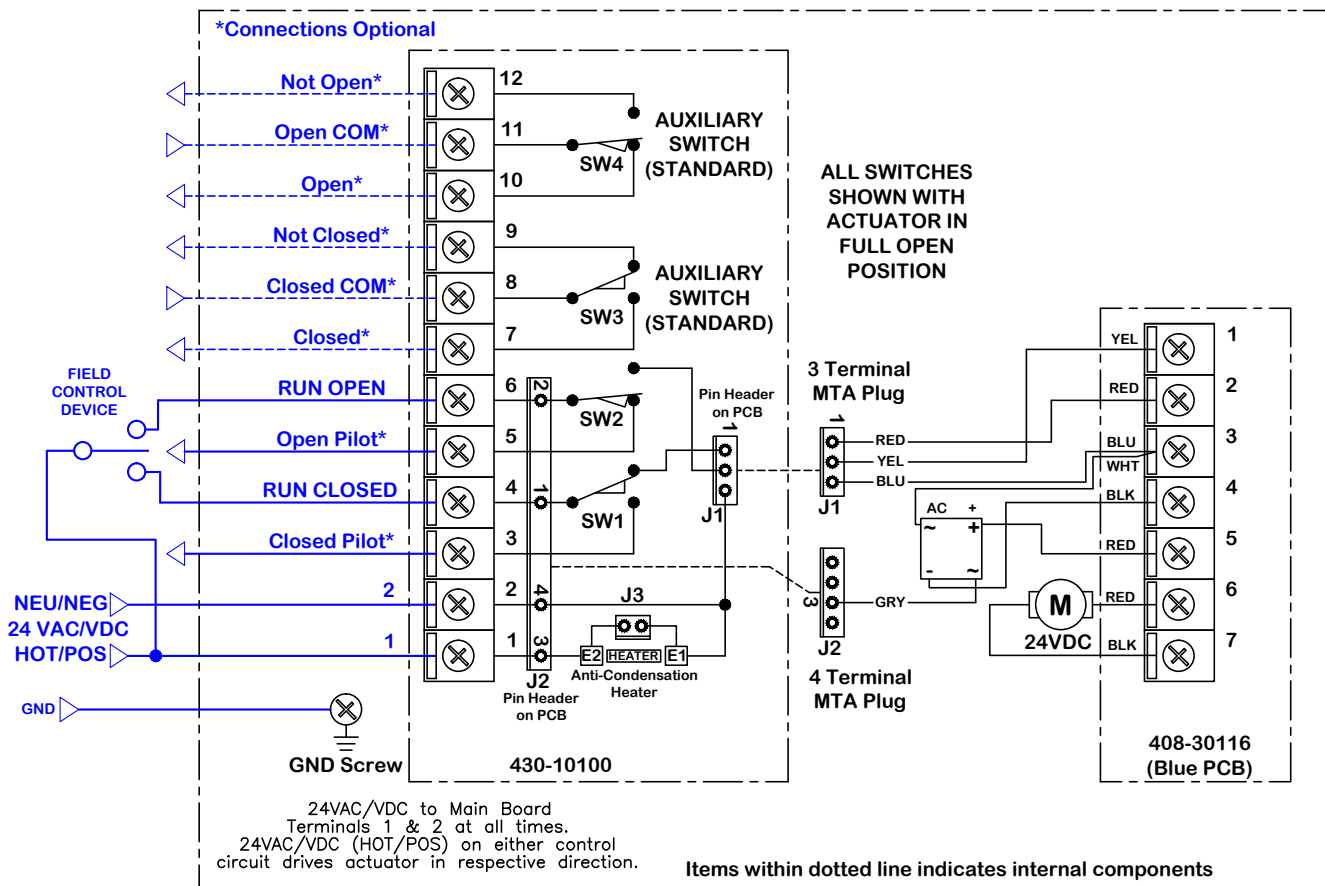 *Connections Optional
Not Open*
Open COM*
Open*
Not Closed*
Closed COM*
Closed*
FIELD
CONTROL
DEVICE
RUN OPEN
Open Pilot*
RUN CLOSED
Closed Pilot*
NEU/NEG
24 VAC/VDC
HOT/POS
2
1
GND
GND Screw
12
11
10
9
8
7
6
5
4
3
2
1
SW4
AUXILIARY
SWITCH
(STANDARD)
SW3
AUXILIARY
SWITCH
(STANDARD)
SW2
SW1
2
1
4
3
J2
Pin Header
on PCB
Pin Header
on PCB
1
J1
J3
E2
HEATER
E1
Anti-Condensation
Heater
430-10100
ALL SWITCHES
SHOWN WITH
ACTUATOR IN
FULL OPEN
POSITION
3 Terminal
MTA Plug
1
J1
RED
YEL
BLU
3
J2
GRY
4 Terminal
MTA Plug
AC
+
~
+
-
~
M
24VDC
YEL
RED
BLU
WHT
BLK
RED
RED
BLK
1
2
3
4
5
6
7
408-30116
(Blue PCB)
24VAC/VDC to Main Board
Terminals 1 & 2 at all times.
24VAC/VDC (HOT/POS) on either control
circuit drives actuator in respective direction.
Items within dotted line indicates internal components